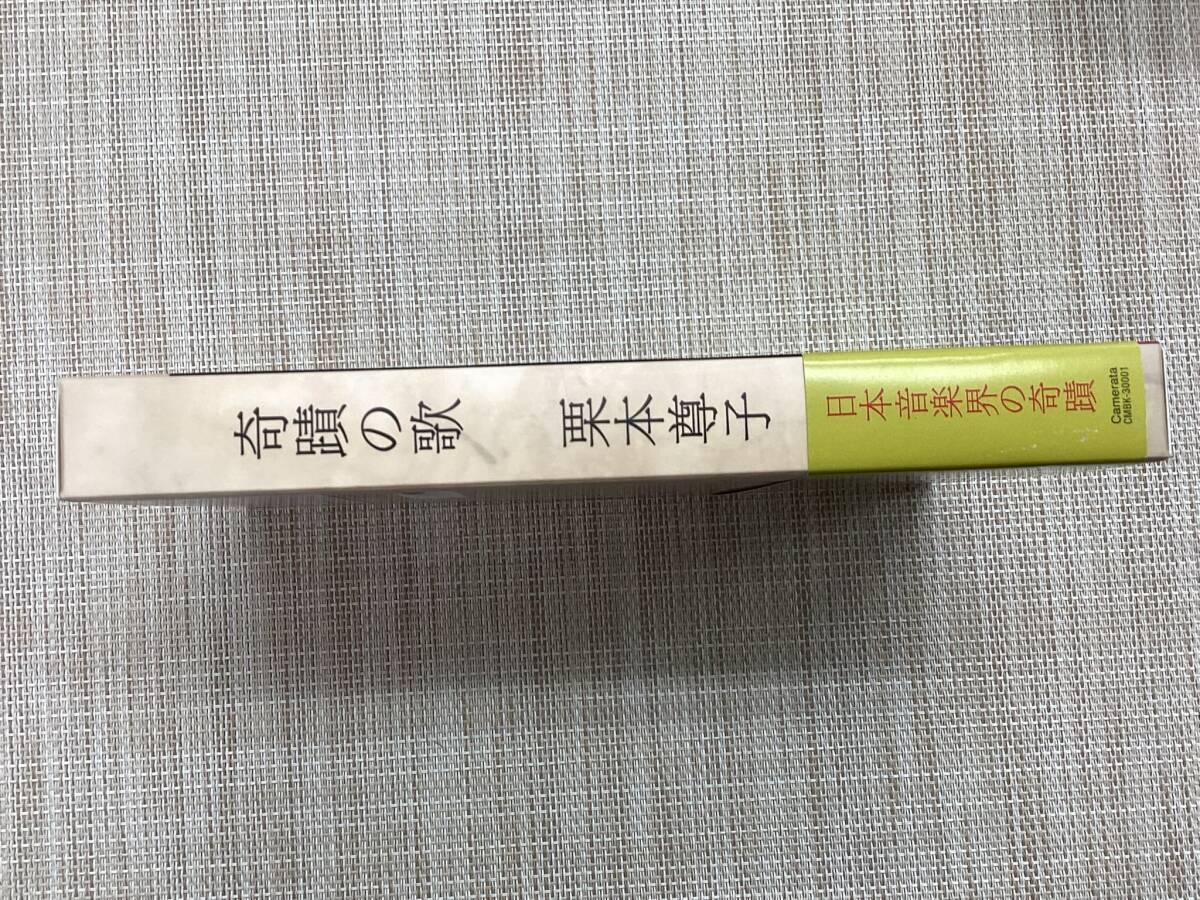 奇蹟の歌
栗本尊子
日本音楽界の奇蹟
Camerata
CMBK-30001